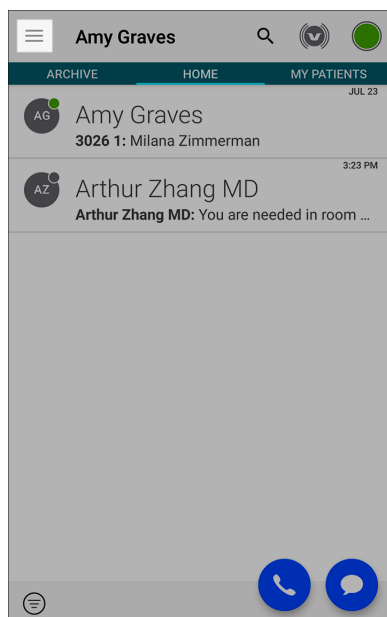 Amy Graves
ARCHIVE HOME MY PATIENTS
JUL 23
AG
Amy Graves
3026 1: Milana Zimmerman
3:23 PM
AZ
Arthur Zhang MD
Arthur Zhang MD: You are needed in room ...